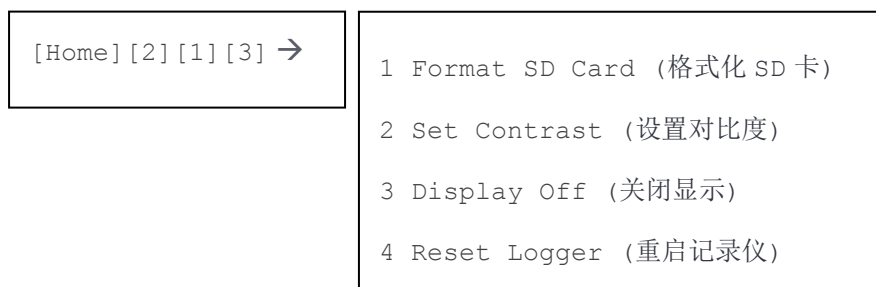 [Home][2][1][3] →
1 Format SD Card (格式化 SD 卡)
2 Set Contrast (设置对比度)
3 Display Off (关闭显示)
4 Reset Logger (重启记录仪)